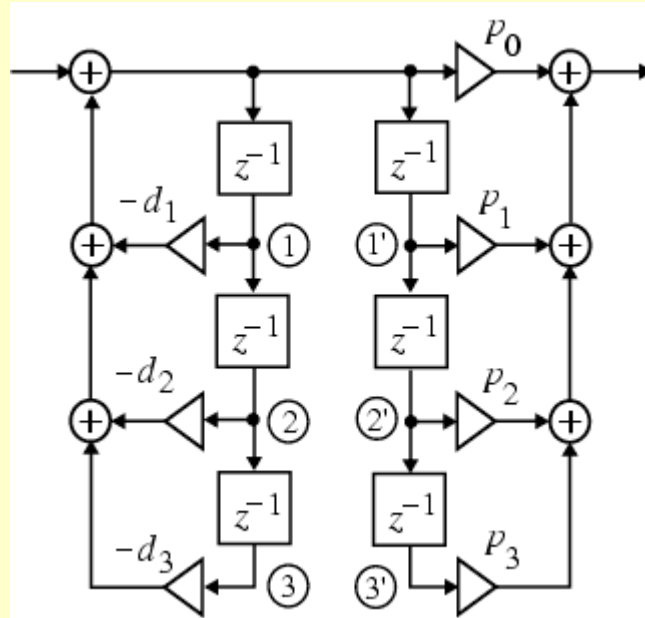 p₀
+ +
z⁻¹ z⁻¹
−d₁ p₁
+ 1 1' +
z⁻¹ z⁻¹
−d₂ p₂
+ 2 2' +
z⁻¹ z⁻¹
−d₃ p₃
3 3'